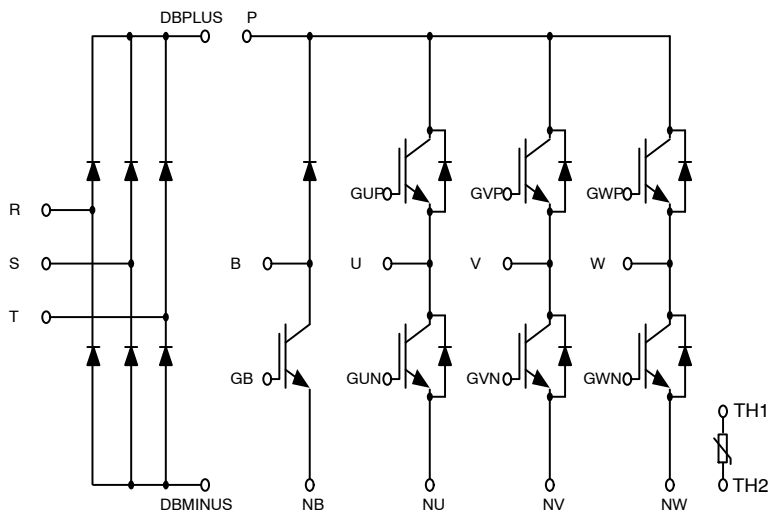 DBPLUS P
GUP GVP GWP
R
S B U V W
T
GB GUN GVN GWN
TH1
TH2
DBMINUS NB NU NV NW